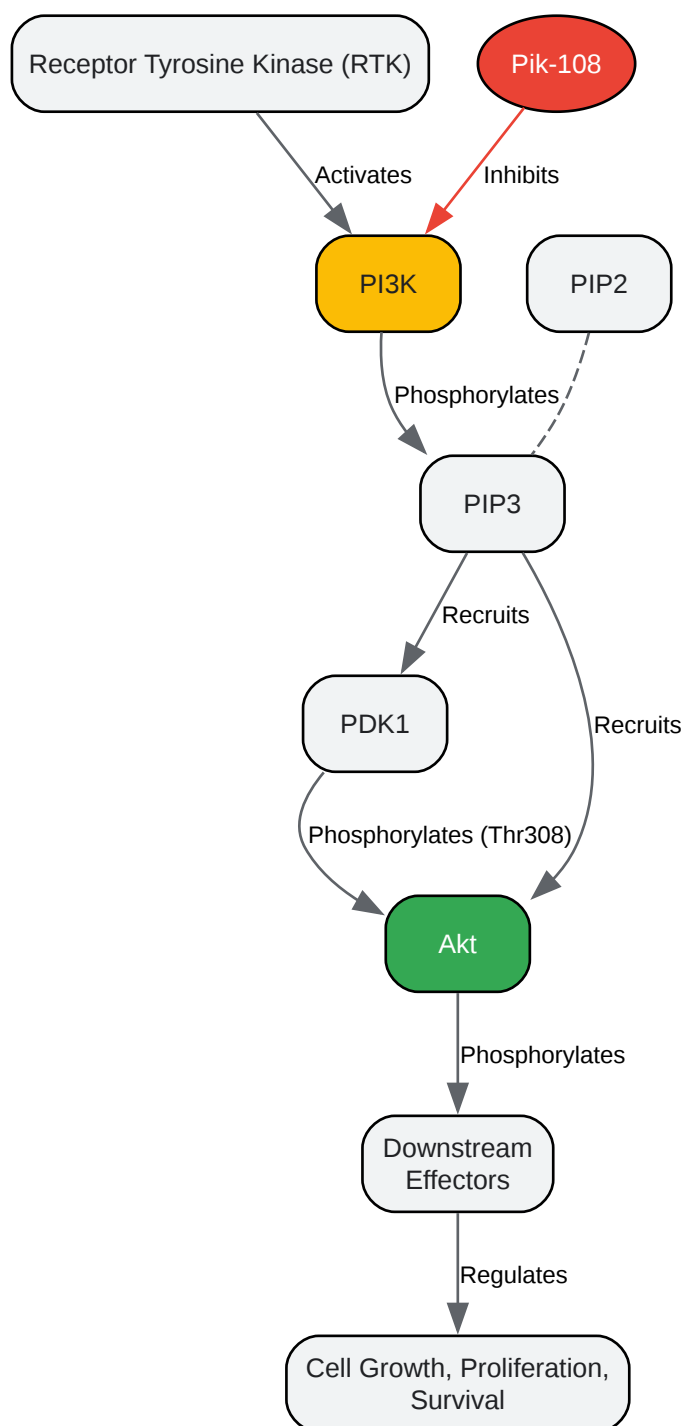 Receptor Tyrosine Kinase (RTK)
Pik-108
Activates
Inhibits
PI3K
PIP2
Phosphorylates
PIP3
Recruits
PDK1
Recruits
Phosphorylates (Thr308)
Akt
Phosphorylates
Downstream
Effectors
Regulates
Cell Growth, Proliferation,
Survival